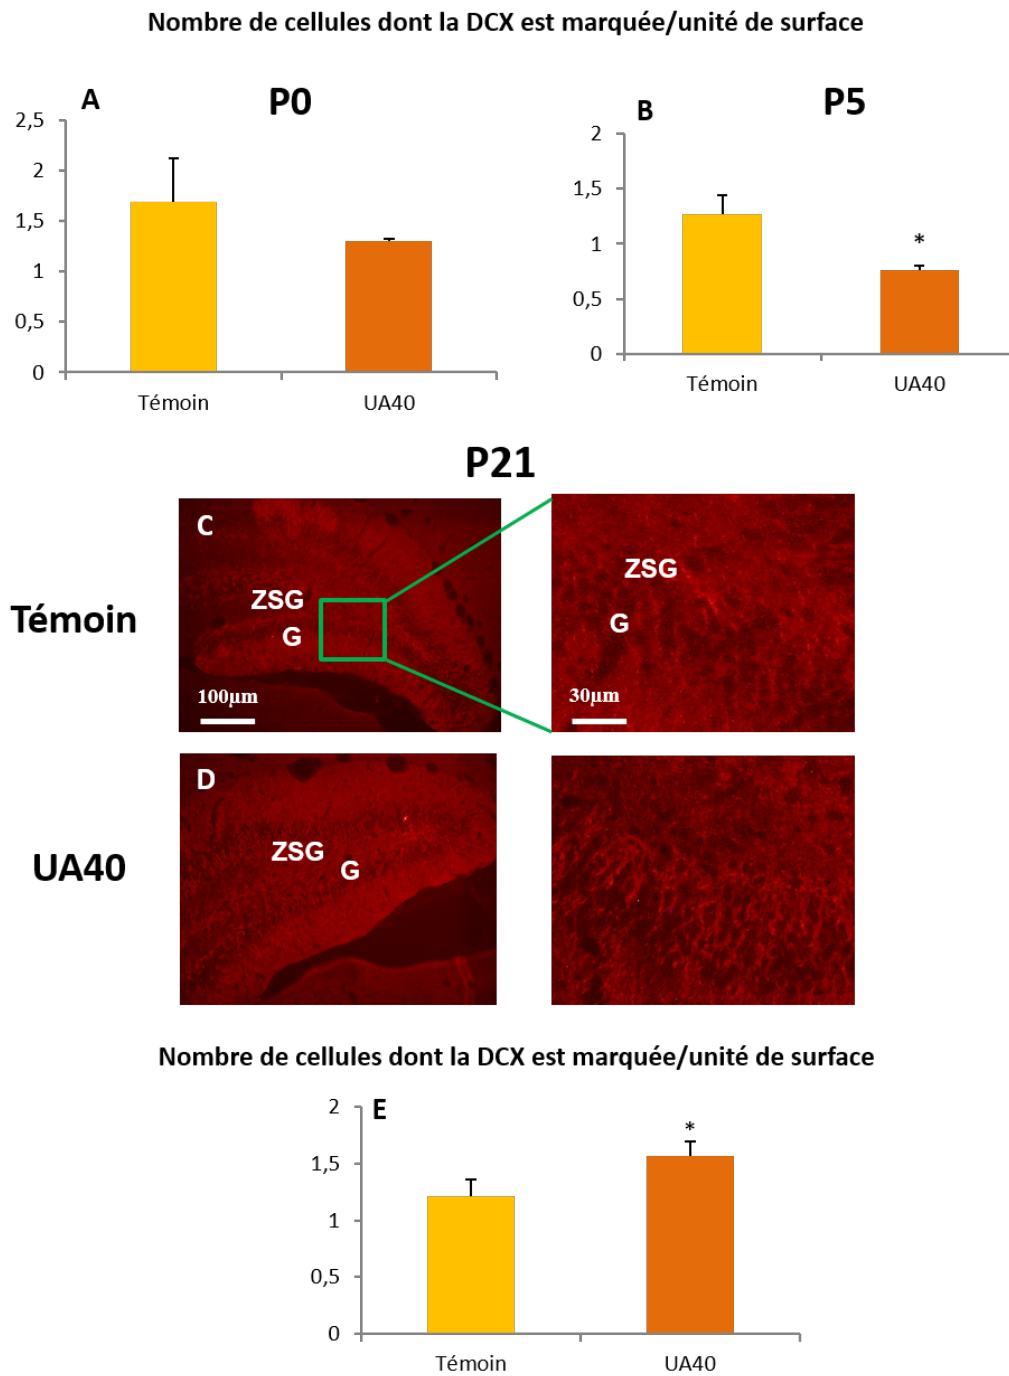 Nombre de cellules dont la DCX est marquée/unité de surface
A
P0
2,5
2
1,5
1
0,5
0
Témoin
UA40
B
P5
2
1,5
1
0,5
0
*
Témoin
UA40
P21
Témoin
C
ZSG
G
100µm
ZSG
G
30µm
UA40
D
ZSG
G
Nombre de cellules dont la DCX est marquée/unité de surface
E
2
1,5
1
0,5
0
*
Témoin
UA40